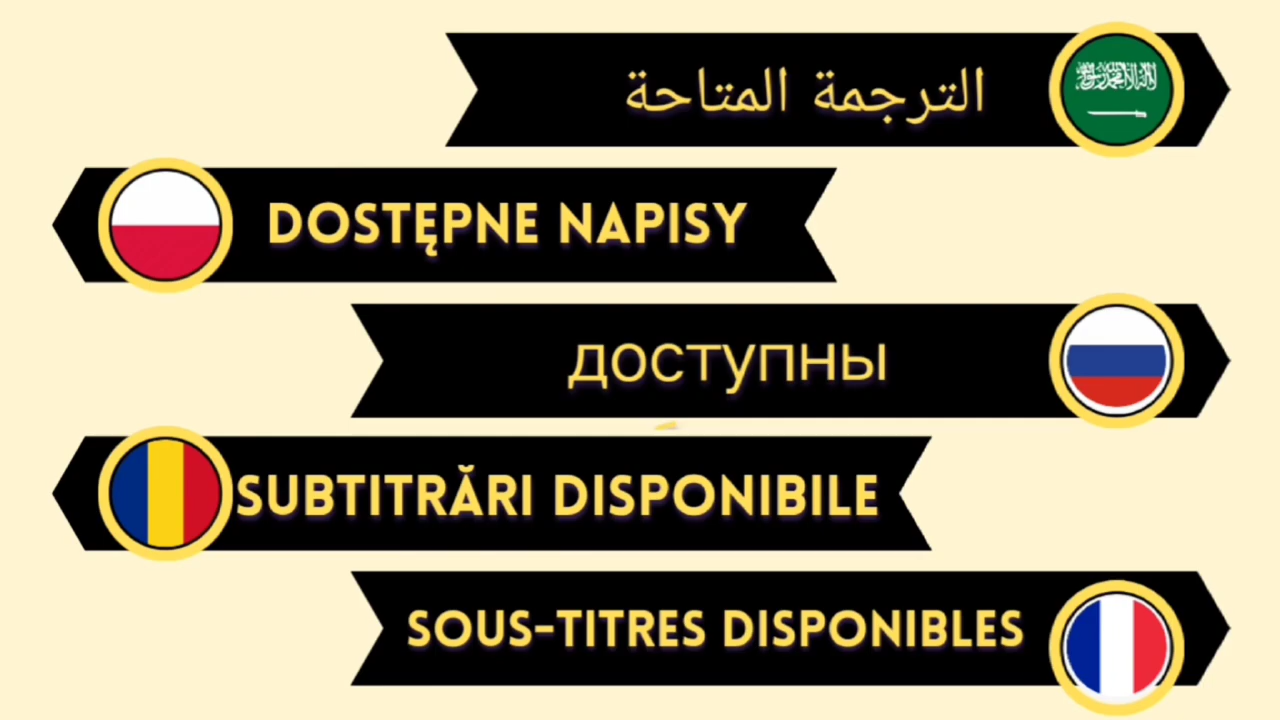 الترجمة المتاحة
DOSTĘPNE NAPISY
доступны
SUBTITRĂRI DISPONIBILE
SOUS-TITRES DISPONIBLES